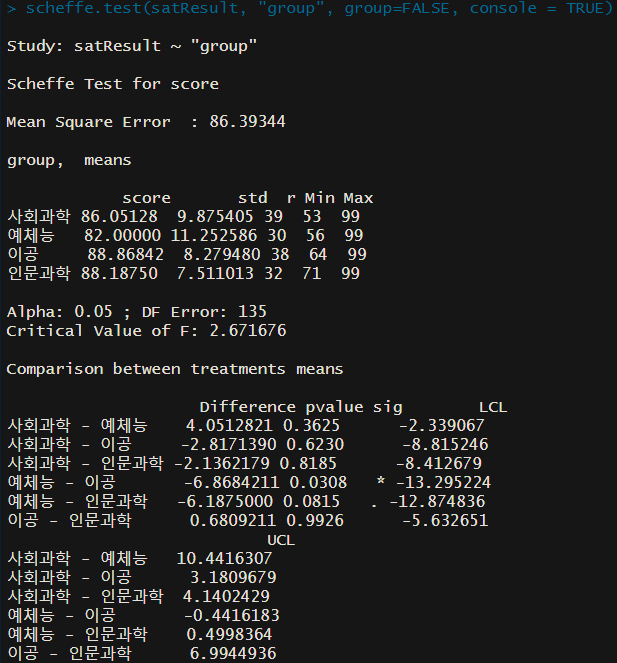 > scheffe.test(satResult, "group", group=FALSE, console = TRUE)
Study: satResult ~ "group"
Scheffe Test for score
Mean Square Error  : 86.39344
group,  means
score       std  r Min Max
사회과학 86.05128  9.875405 39  53  99
예체능   82.00000 11.252586 30  56  99
이공     88.86842  8.279480 38  64  99
인문과학 88.18750  7.511013 32  71  99
Alpha: 0.05 ; DF Error: 135
Critical Value of F: 2.671676
Comparison between treatments means
Difference pvalue sig        LCL
사회과학 - 예체능    4.0512821 0.3625      -2.339067
사회과학 - 이공     -2.8171390 0.6230      -8.815246
사회과학 - 인문과학 -2.1362179 0.8185      -8.412679
예체능 - 이공       -6.8684211 0.0308   * -13.295224
예체능 - 인문과학   -6.1875000 0.0815   . -12.874836
이공 - 인문과학      0.6809211 0.9926      -5.632651
UCL
사회과학 - 예체능   10.4416307
사회과학 - 이공      3.1809679
사회과학 - 인문과학  4.1402429
예체능 - 이공       -0.4416183
예체능 - 인문과학    0.4998364
이공 - 인문과학      6.9944936